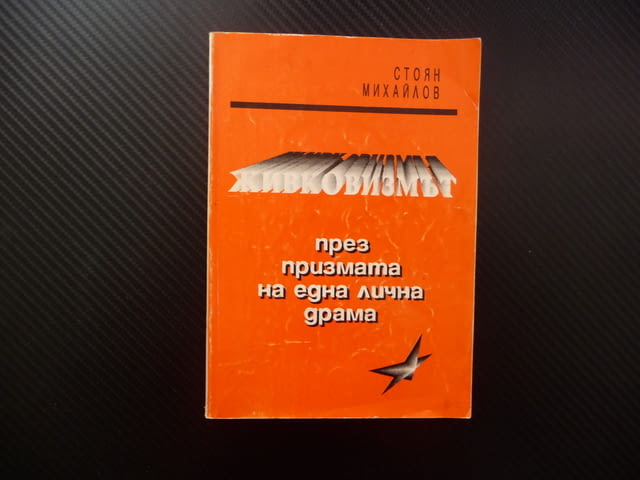 СТОЯН
МИХАЙЛОВ
ЖИВКОВИЗМЪТ
през
призмата
на една лична
драма